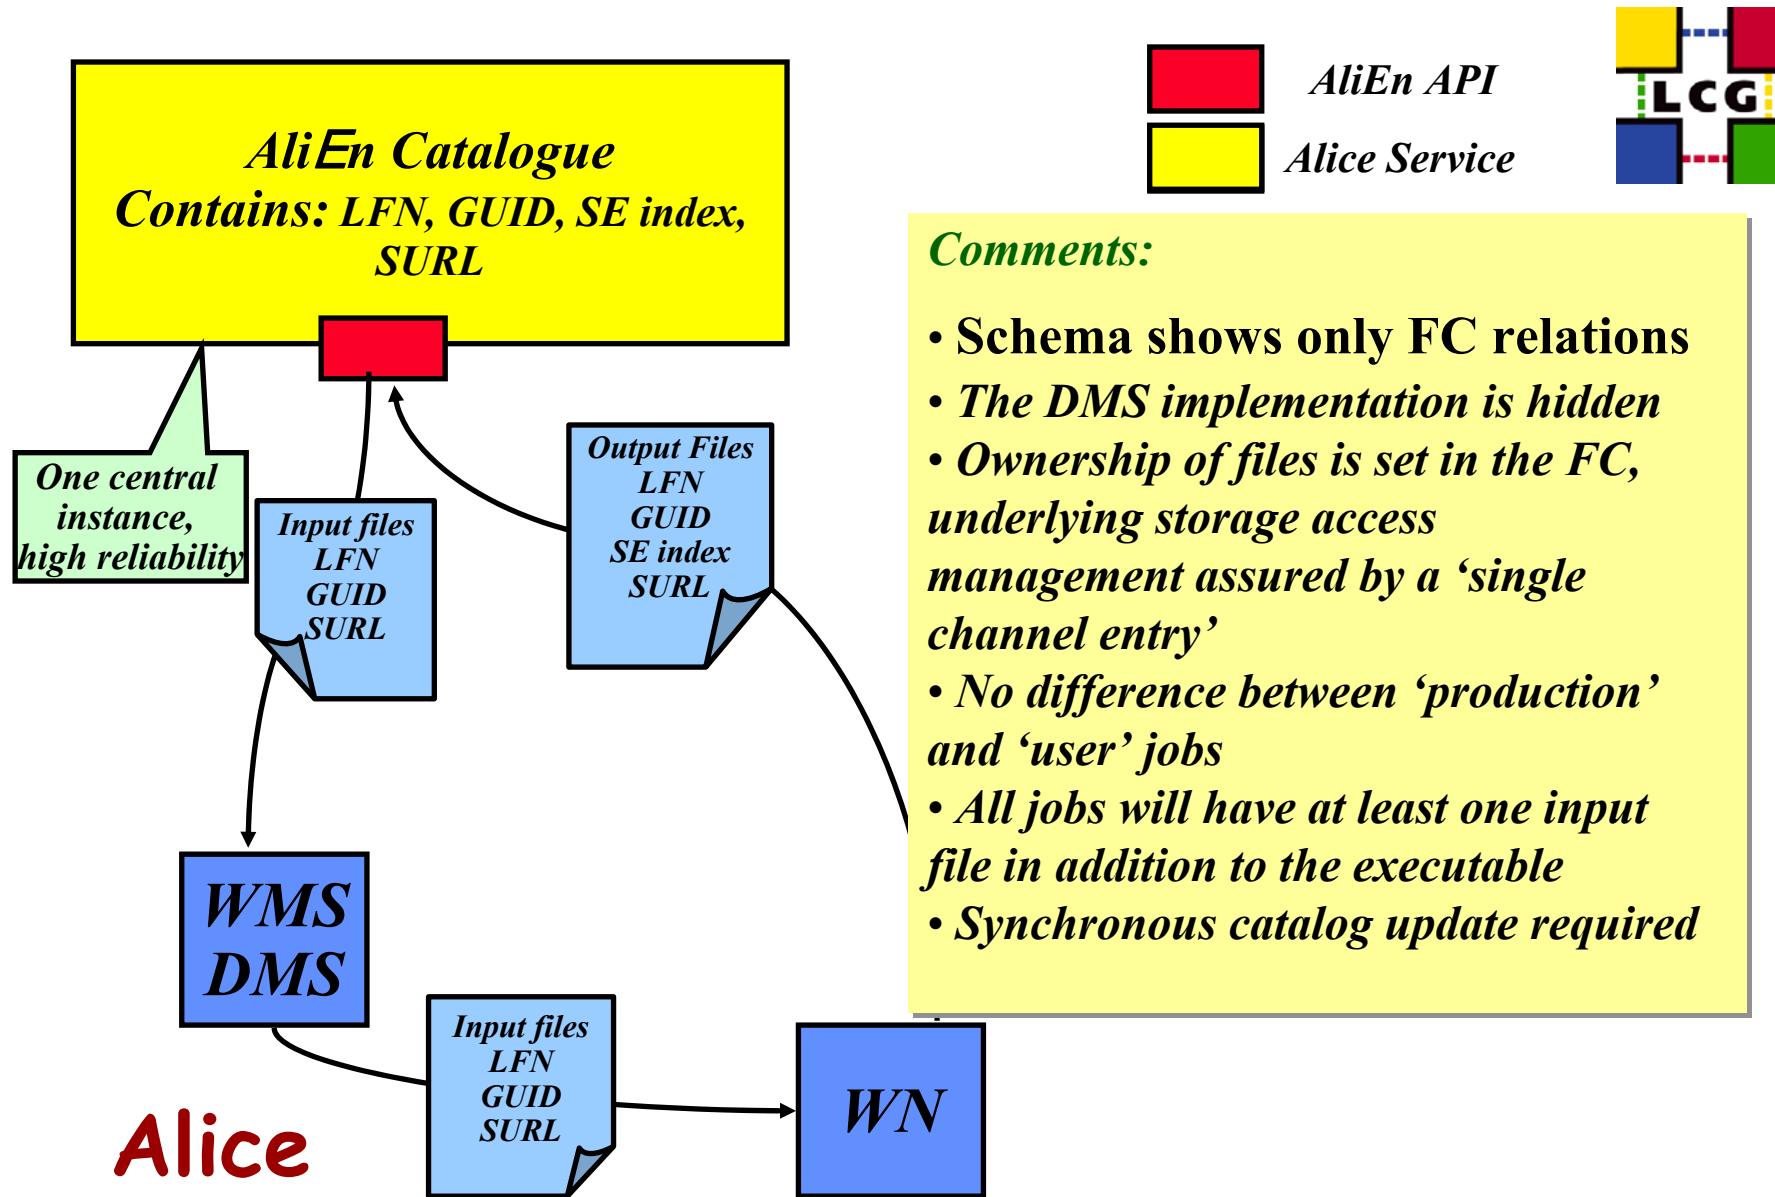 AliEn Catalogue
Contains: LFN, GUID, SE index,
SURL
AliEn API
Alice Service
LCG
One central
instance,
high reliability
Input files
LFN
GUID
SURL
Output Files
LFN
GUID
SE index
SURL
Comments:
• Schema shows only FC relations
• The DMS implementation is hidden
• Ownership of files is set in the FC,
underlying storage access
management assured by a ‘single
channel entry’
• No difference between ‘production’
and ‘user’ jobs
• All jobs will have at least one input
file in addition to the executable
• Synchronous catalog update required
WMS
DMS
Input files
LFN
GUID
SURL
WN
Alice